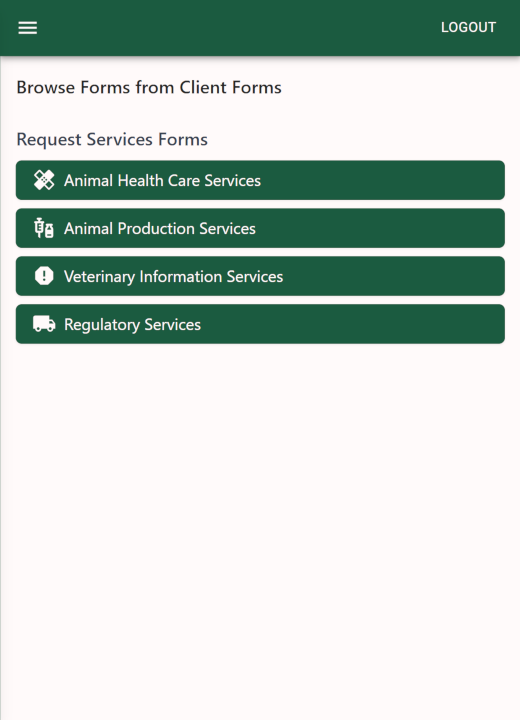 LOGOUT
Browse Forms from Client Forms
Request Services Forms
Animal Health Care Services
Animal Production Services
Veterinary Information Services
Regulatory Services